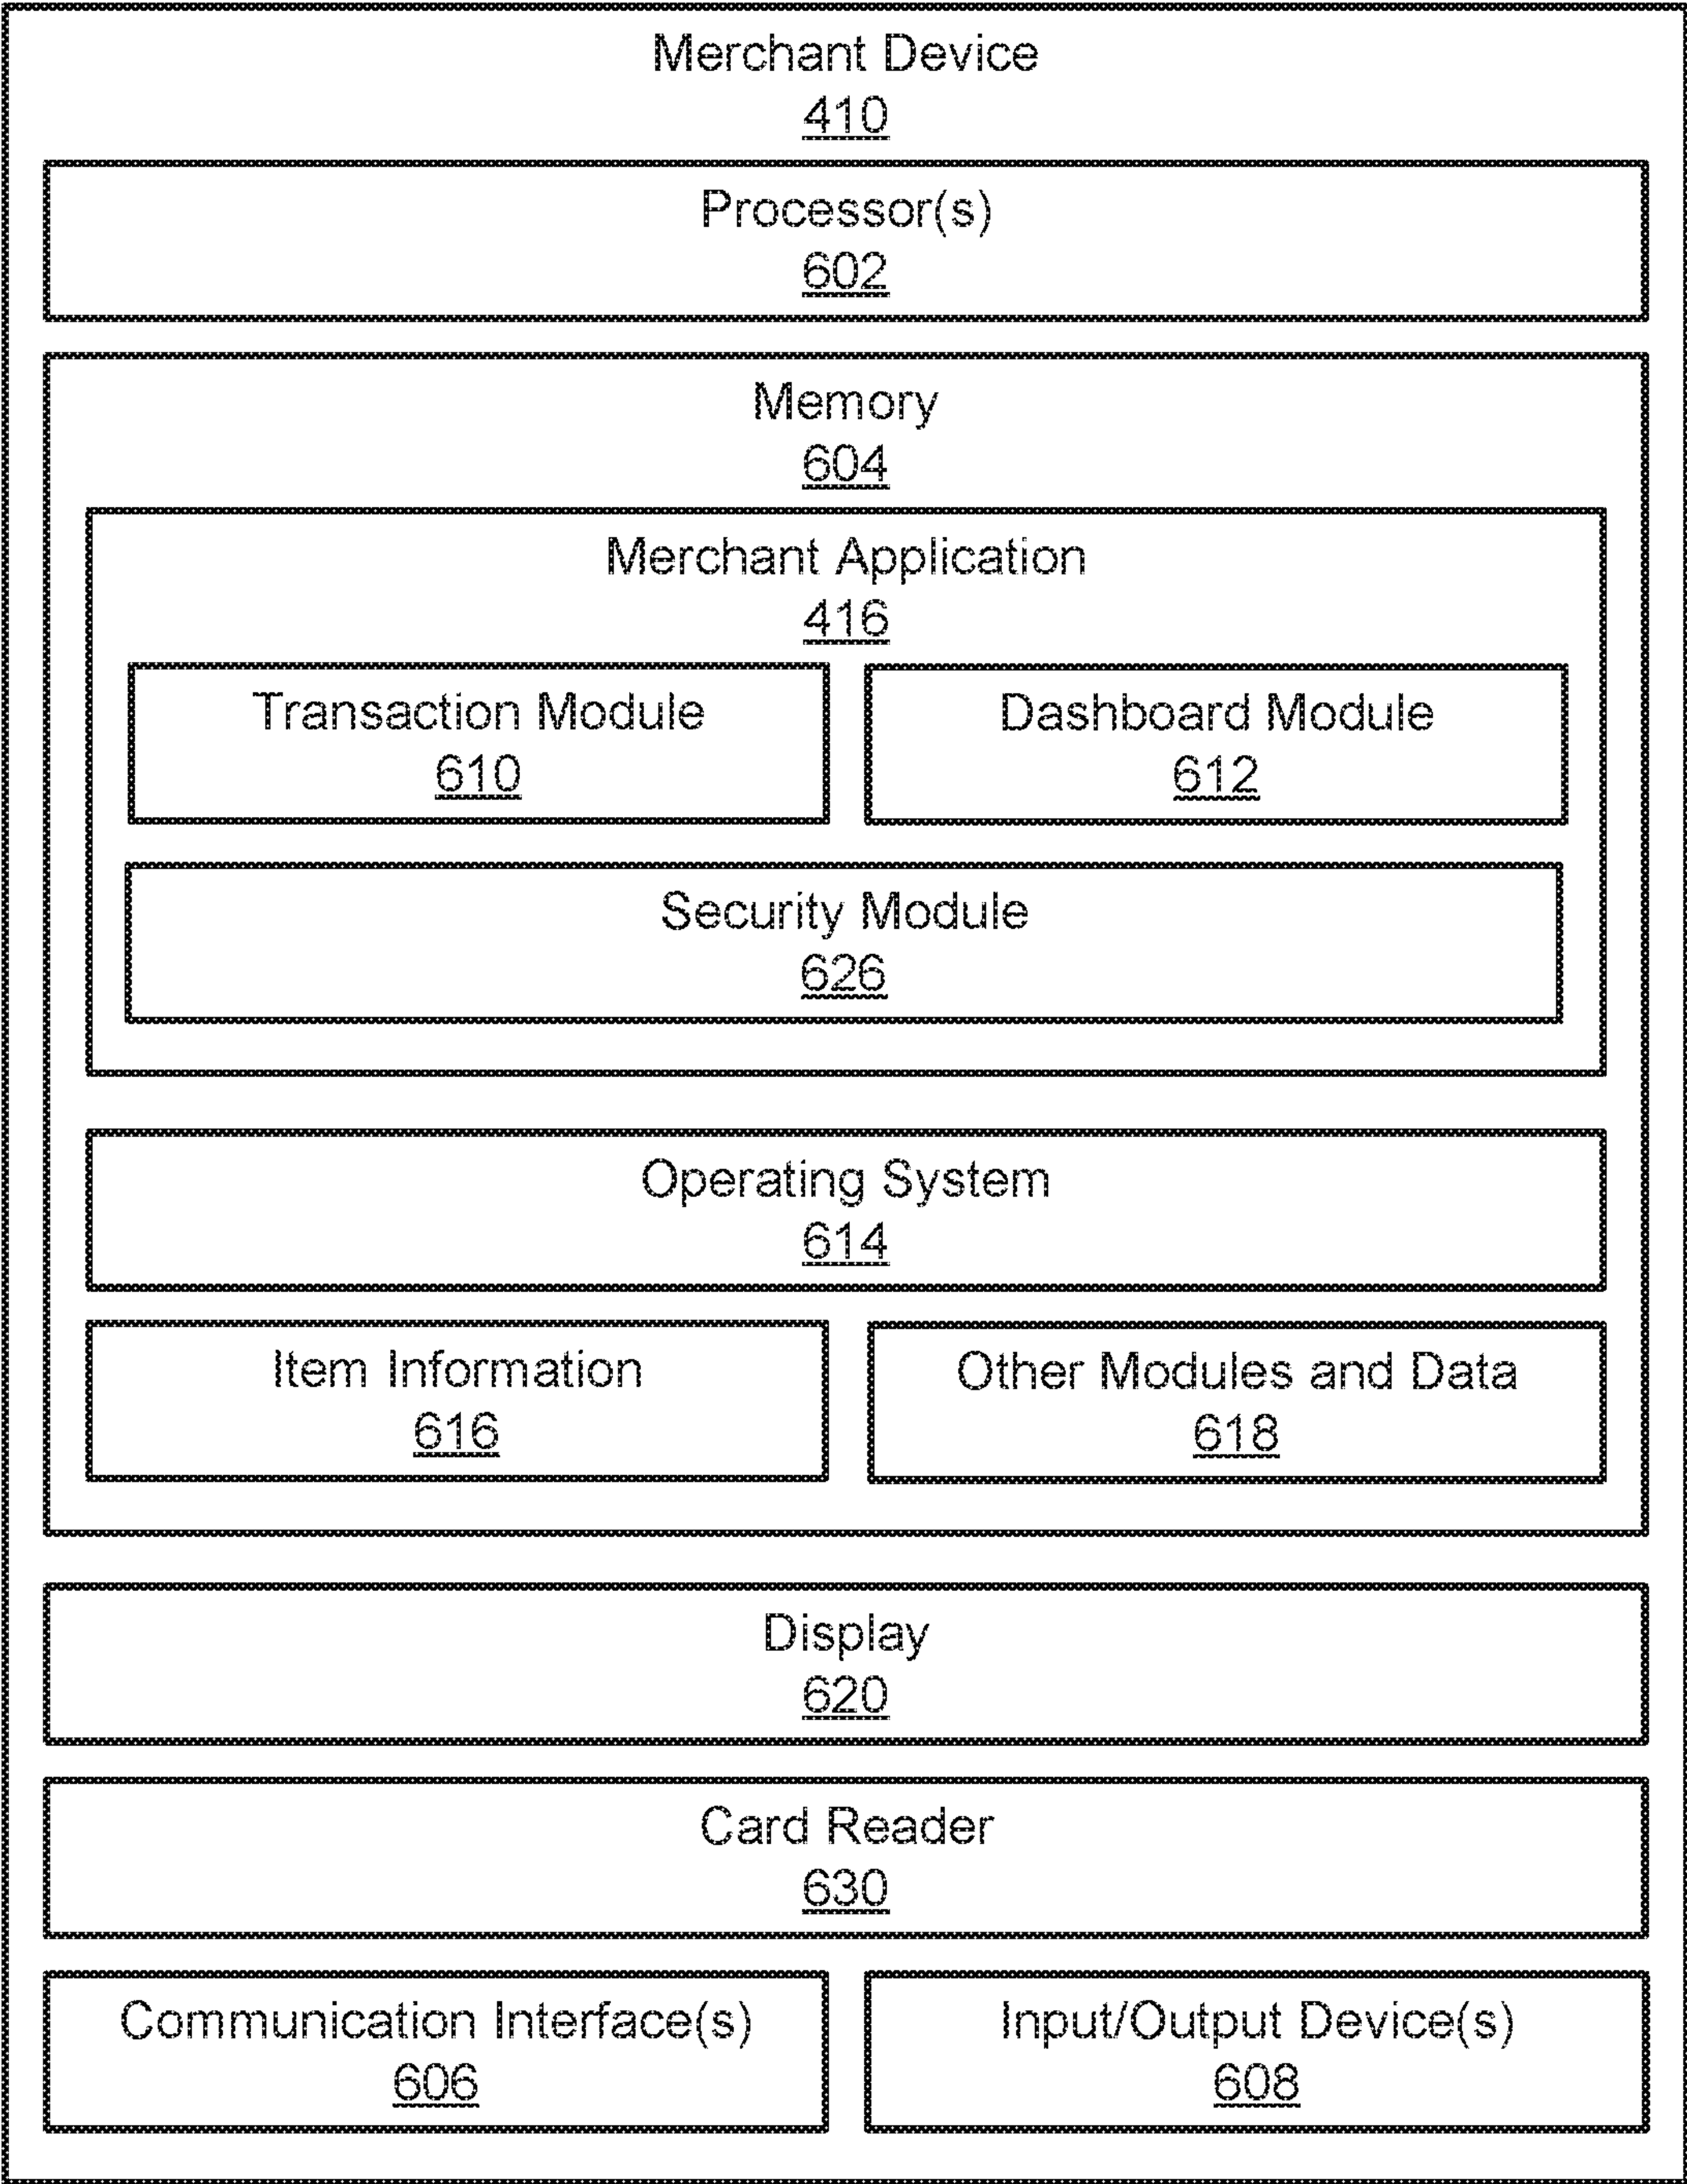 Merchant Device
410
Processor(s)
602
Memory
604
Merchant Application
416
Transaction Module
610
Dashboard Module
612
Security Module
626
Operating System
614
Item Information
616
Other Modules and Data
618
Display
620
Card Reader
630
Communication Interface(s)
606
Input/Output Device(s)
608